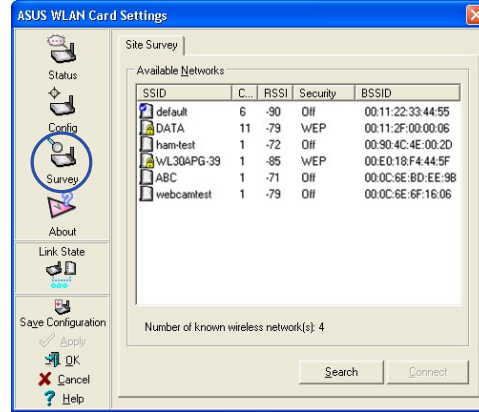 ASUS WLAN Card Settings
Status
Config
Survey
About
Link State
Save Configuration
Apply
OK
Cancel
Help
Site Survey
Available Networks
SSID C... RSSI Security BSSID
default 6 -90 Off 00:11:22:33:44:55
DATA 11 -79 WEP 00:11:2F:00:00:06
ham-test 1 -72 Off 00:90:4C:4E:00:2D
WL30APG-39 1 -85 WEP 00:E0:18:F4:44:5F
ABC 1 -71 Off 00:0C:6E:BD:EE:9B
webcamtest 1 -79 Off 00:0C:6E:6F:16:06
Number of known wireless network(s): 4
Search Connect